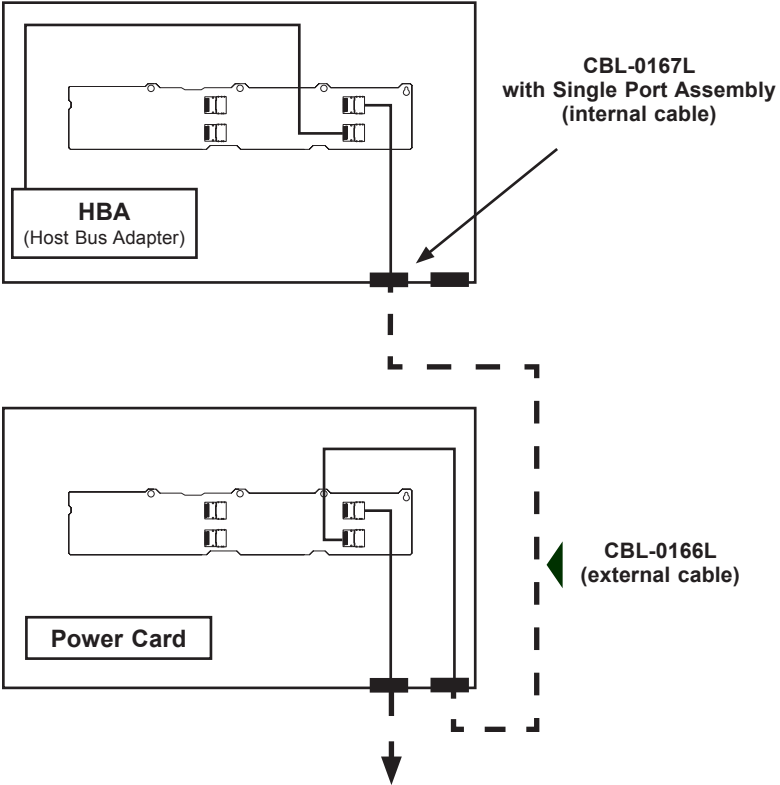 CBL-0167L
with Single Port Assembly
(internal cable)
HBA
(Host Bus Adapter)
CBL-0166L
(external cable)
Power Card